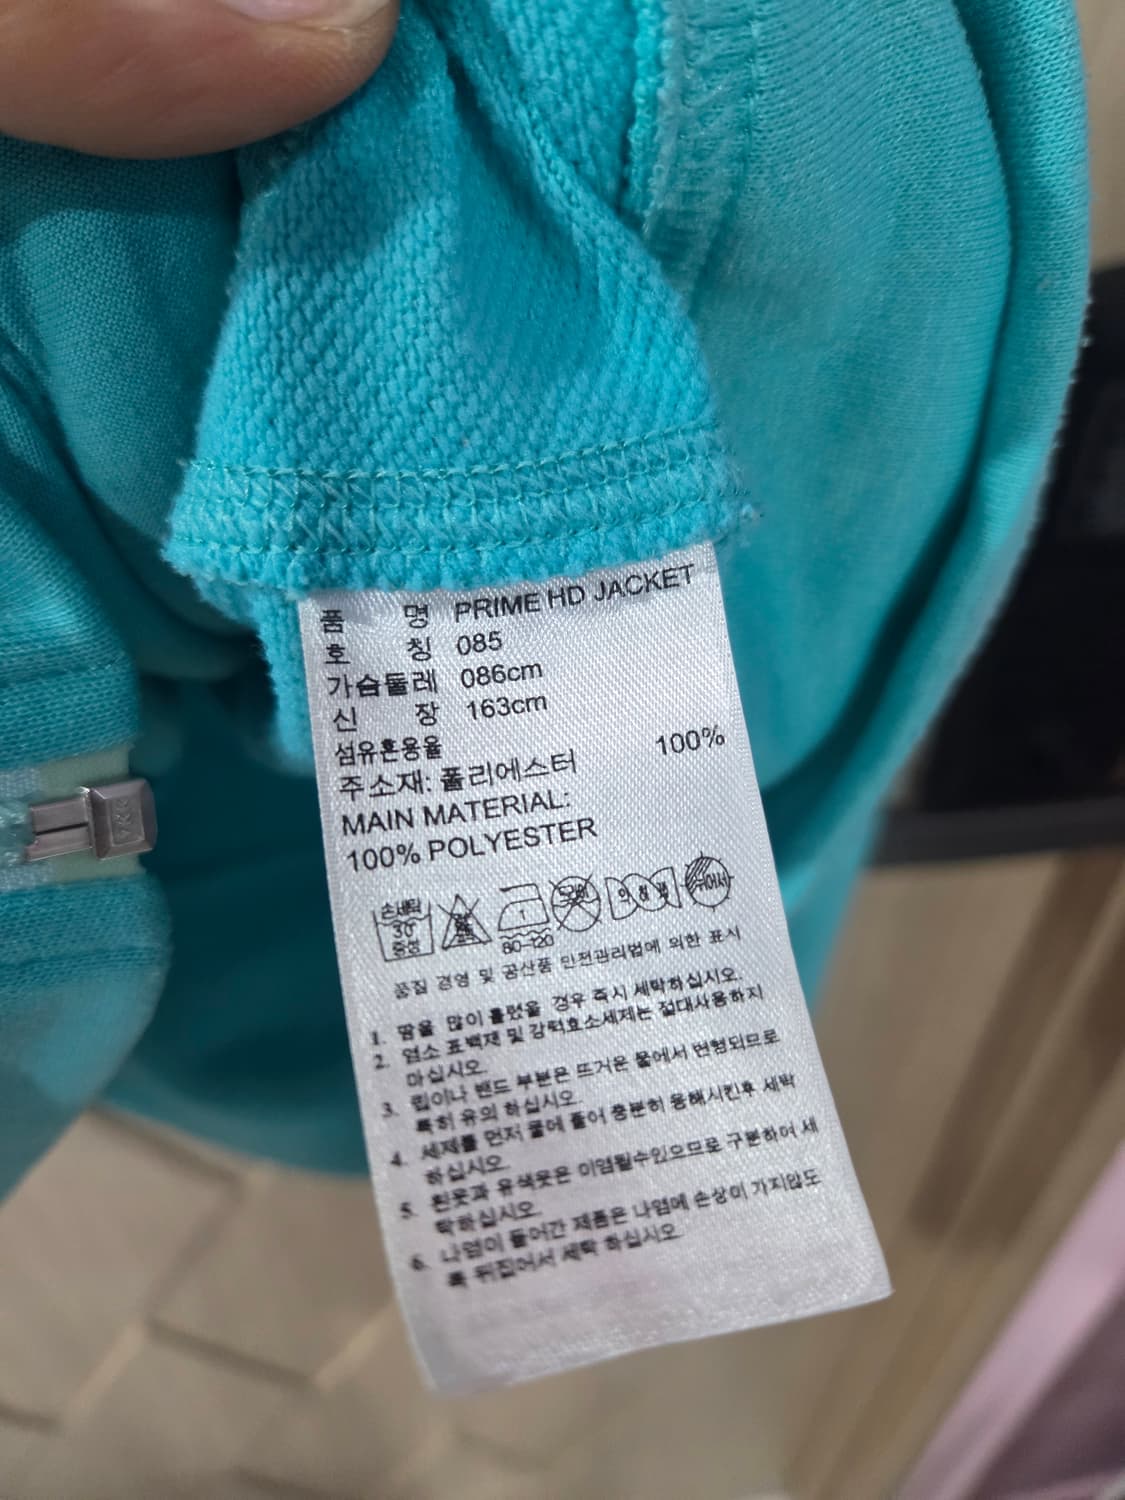 품 명 PRIME HD JACKET
호 칭 085
가슴둘레 086cm
신 장 163cm
섬유혼용율
주소재: 폴리에스터 100%
MAIN MATERIAL:
100% POLYESTER
손세탁 30 중성
80-120
품질 경영 및 공산품 안전관리법에 의한 표시
1. 땀을 많이 흘렸을 경우 즉시 세탁하십시오.
2. 염소 표백재 및 강력효소세제는 절대사용하지
마십시오.
3. 립이나 밴드 부분은 뜨거운 물에서 변형되므로
특히 유의 하십시오.
4. 세제를 먼저 물에 풀어 충분히 용해시킨후 세탁
하십시오.
5. 흰옷과 유색옷은 이염될수있으므로 구분하여 세
탁하십시오.
6. 나염이 들어간 제품은 나염에 손상이 가지않도
록 뒤집어서 세탁 하십시오.